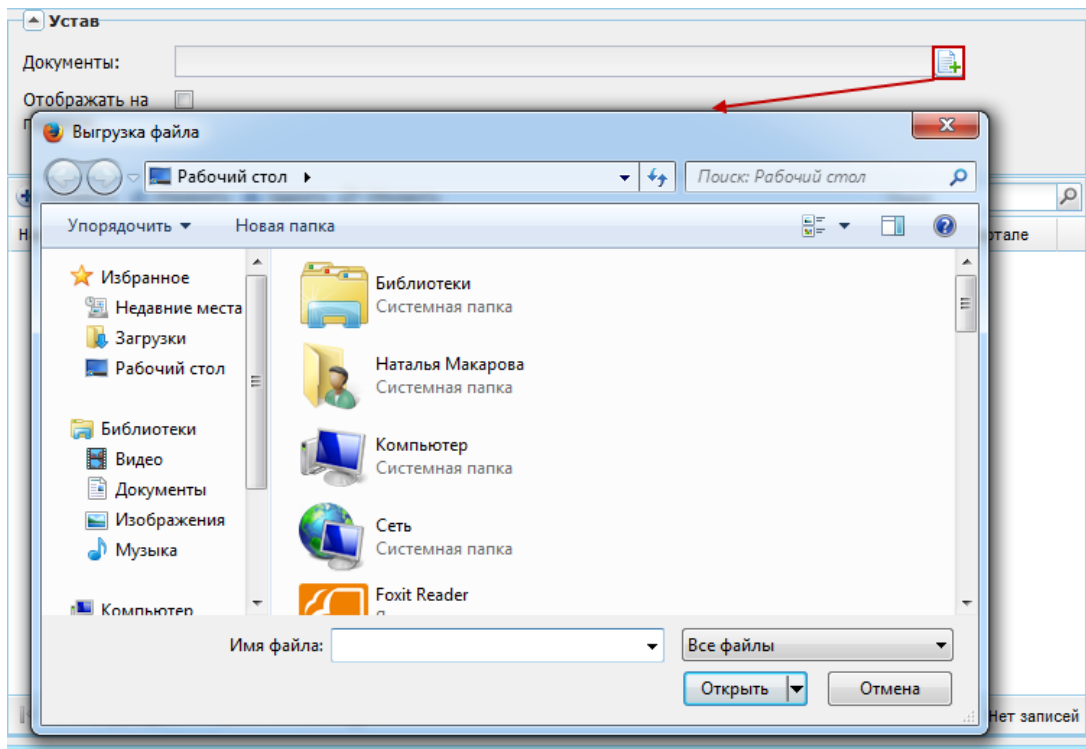 Устав
Документы:
Отображать на
Выгрузка файла
Рабочий стол
Поиск: Рабочий стол
Упорядочить
Новая папка
ртале
Избранное
Недавние места
Загрузки
Рабочий стол
Библиотеки
Видео
Документы
Изображения
Музыка
Компьютер
Библиотеки
Системная папка
Наталья Макарова
Системная папка
Компьютер
Системная папка
Сеть
Системная папка
Foxit Reader
Имя файла:
Все файлы
Открыть
Отмена
Нет записей